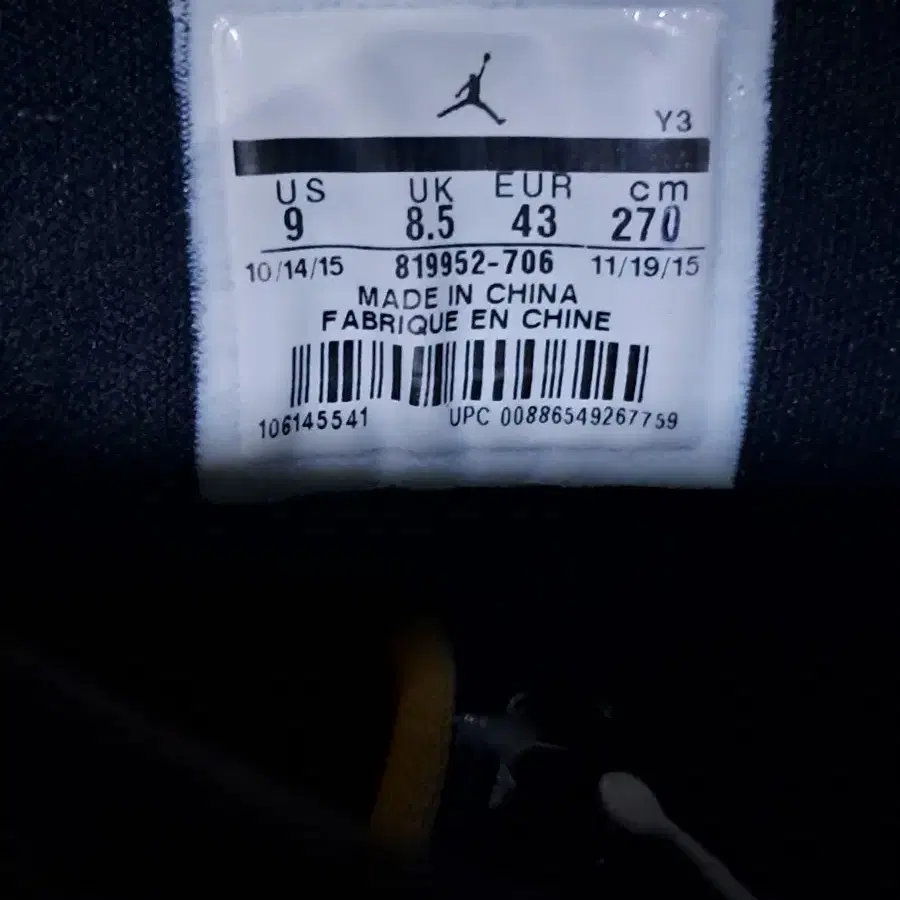 Y3
US UK EUR cm
9 8.5 43 270
10/14/15 819952-706 11/19/15
MADE IN CHINA
FABRIQUE EN CHINE
106145541 UPC 00886549267759